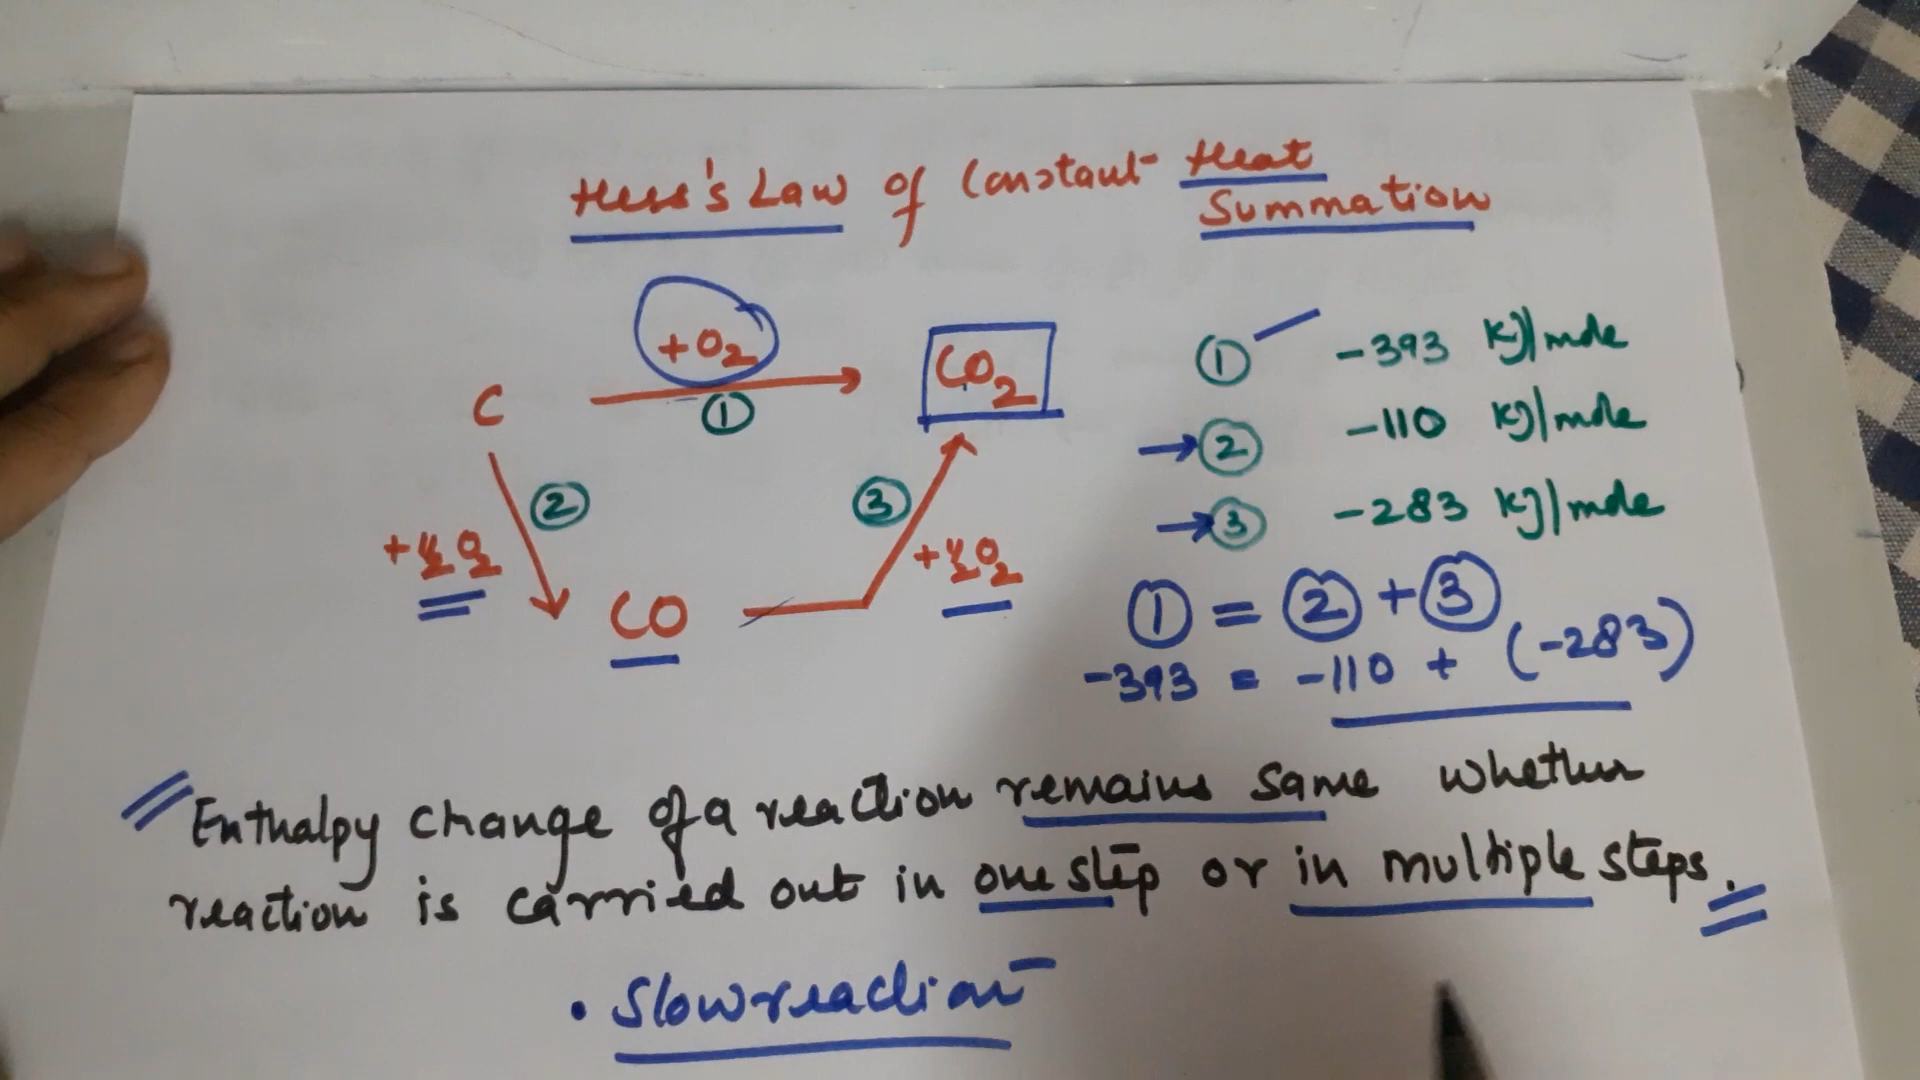 Hess's Law of Constant Heat
Summation
+O2
C ① CO2
② ③
+½O2 CO +½O2
① -393 KJ/mole
→② -110 KJ/mole
→③ -283 KJ/mole
① = ② + ③
-393 = -110 + (-283)
Enthalpy change of a reaction remains same whether
reaction is carried out in one step or in multiple steps.
• Slow reaction